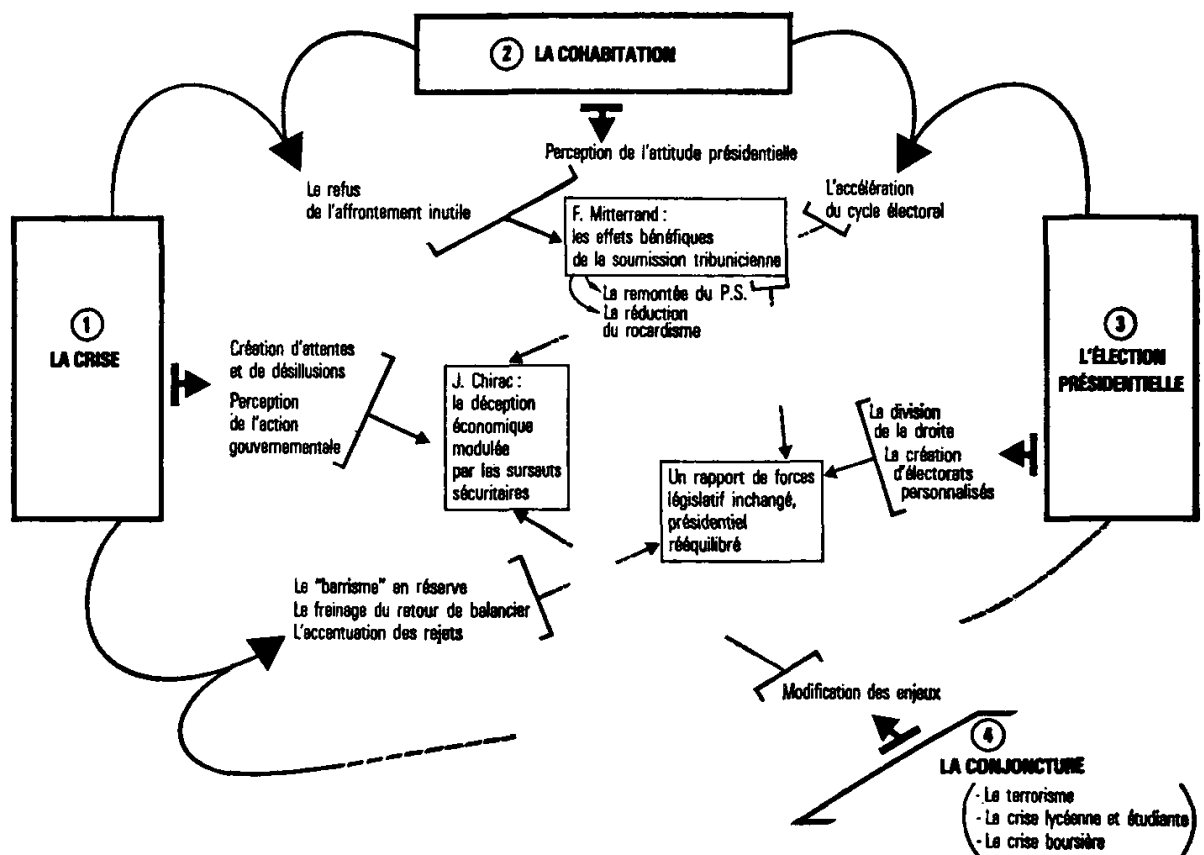 ② LA COHABITATION
Perception de l'attitude présidentielle
Le refus
de l'affrontement inutile
L'accélération
du cycle électoral
F. Mitterrand :
les effets bénéfiques
de la soumission tribunicienne
La remontée du P.S.
La réduction
du rocardisme
①
LA CRISE
Création d'attentes
et de désillusions
Perception
de l'action
gouvernementale
J. Chirac :
la déception
économique
modulée
par les sursauts
sécuritaires
③
L'ÉLECTION
PRÉSIDENTIELLE
La division
de la droite
La création
d'électorats
personnalisés
Un rapport de forces
législatif inchangé,
présidentiel
rééquilibré
Le "barrisme" en réserve
Le freinage du retour de balancier
L'accentuation des rejets
Modification des enjeux
④
LA CONJONCTURE
- Le terrorisme
- La crise lycéenne et étudiante
- La crise boursière